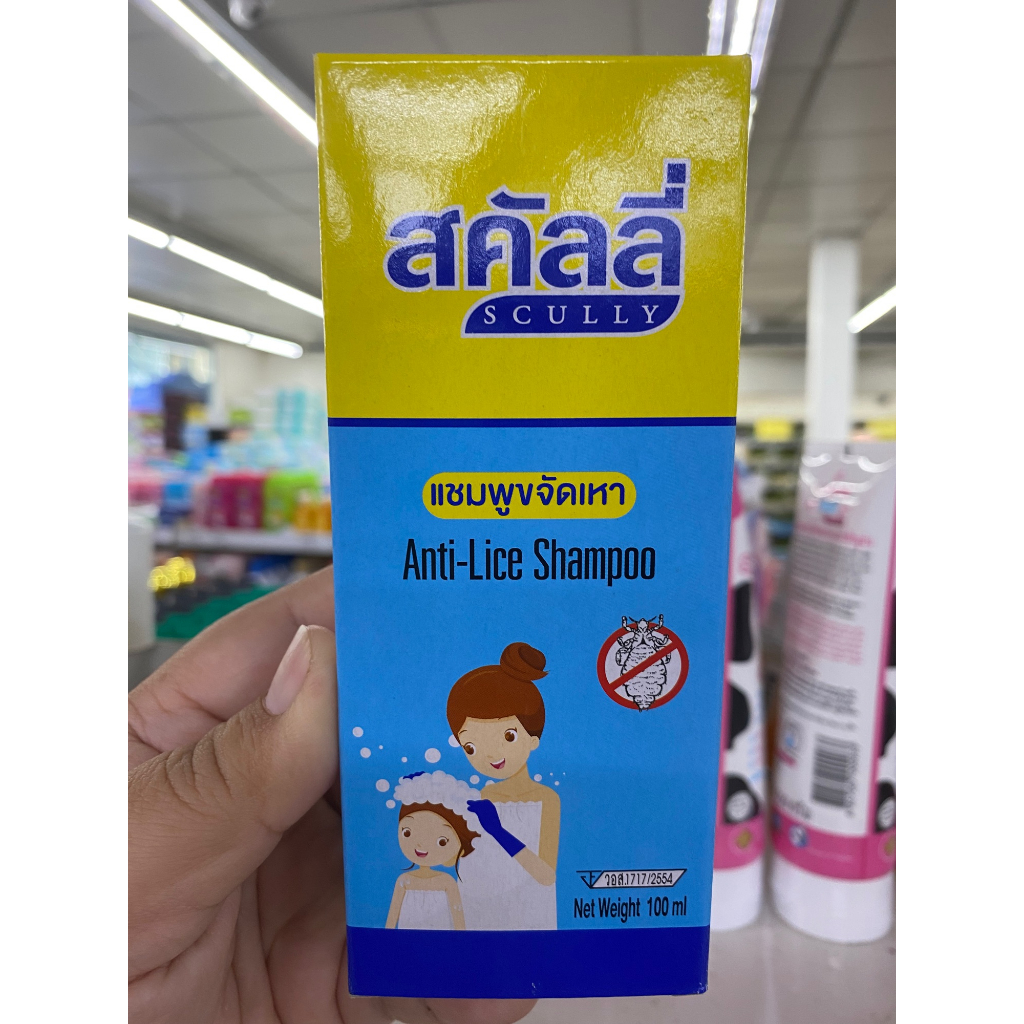 สคัลลี่
SCULLY
แชมพูขจัดเหา
Anti-Lice Shampoo
วอส.1717/2554
Net Weight 100 ml